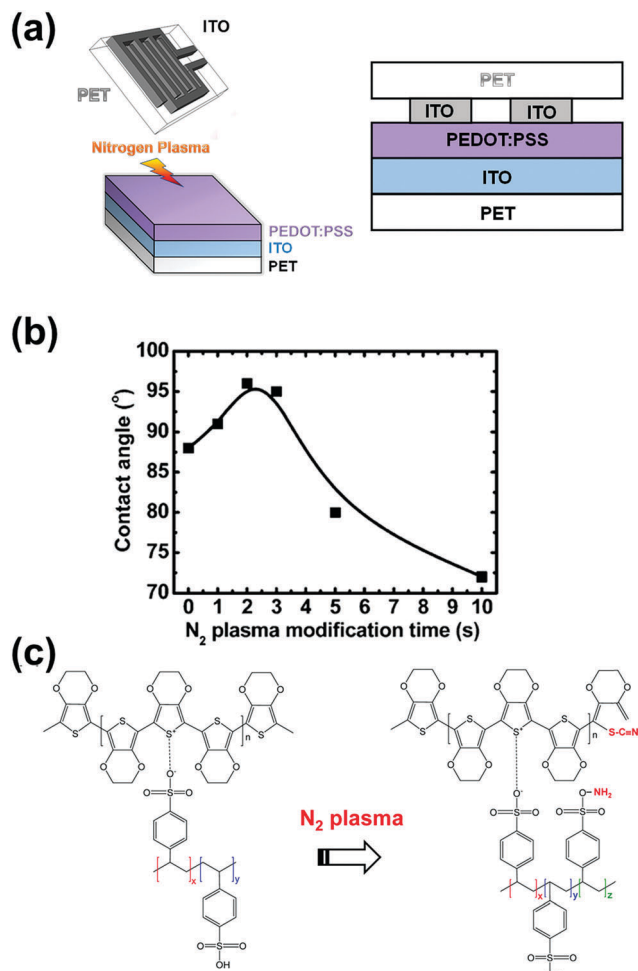 (a)
ITO
PET
Nitrogen Plasma
PEDOT:PSS
ITO
PET
PET
ITO ITO
PEDOT:PSS
ITO
PET
(b)
100
95
90
85
80
75
70
Contact angle (°)
0 1 2 3 4 5 6 7 8 9 10
N₂ plasma modification time (s)
(c)
O O O O O O
S S S⁺ S S n
O O O O
O⁻
O=S=O
x y
O=S=O
OH
N₂ plasma
O O O O O O
S S S⁺ S S n S-C≡N
O O O O
O⁻ O-NH₂
O=S=O O=S=O
x y z
O=S=O